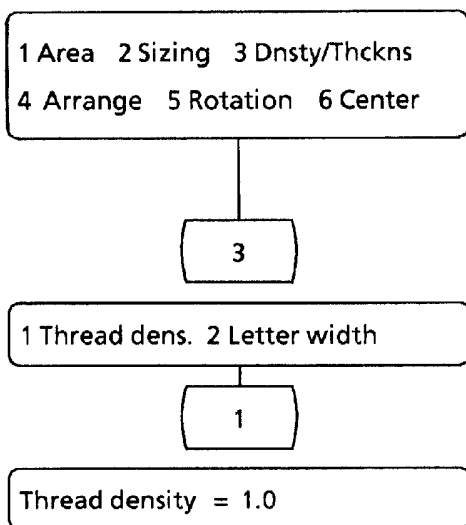 1 Area 2 Sizing 3 Dnsty/Thckns
4 Arrange 5 Rotation 6 Center
3
1 Thread dens. 2 Letter width
1
Thread density = 1.0